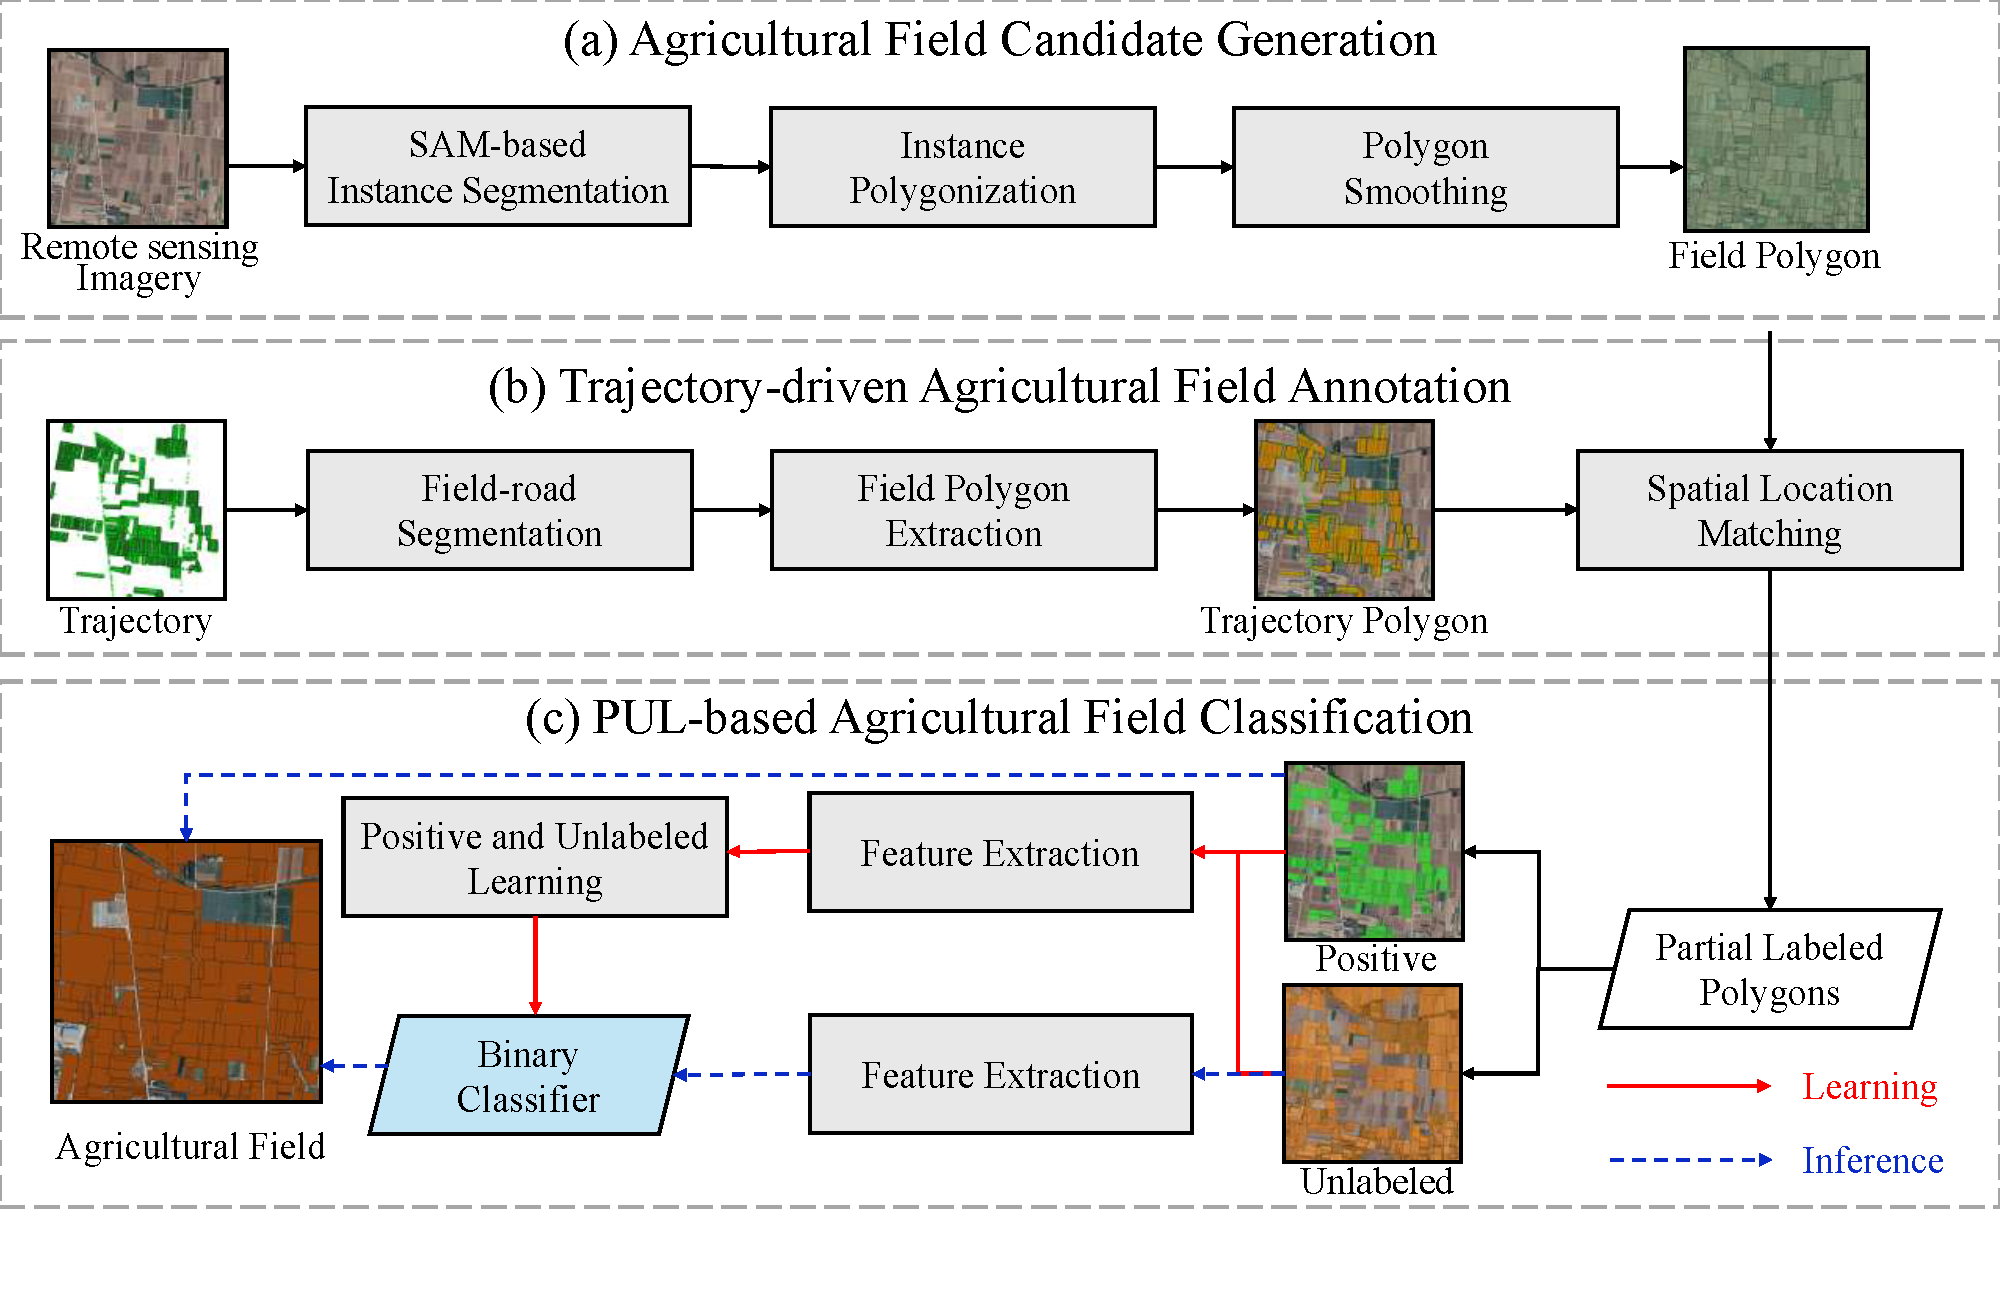 (a) Agricultural Field Candidate Generation
SAM-based
Instance Segmentation
Instance
Polygonization
Polygon
Smoothing
Remote sensing
Imagery
Field Polygon
(b) Trajectory-driven Agricultural Field Annotation
Field-road
Segmentation
Field Polygon
Extraction
Spatial Location
Matching
Trajectory
Trajectory Polygon
(c) PUL-based Agricultural Field Classification
Positive and Unlabeled
Learning
Feature Extraction
Positive
Partial Labeled
Polygons
Binary
Classifier
Feature Extraction
Agricultural Field
Unlabeled
Learning
Inference